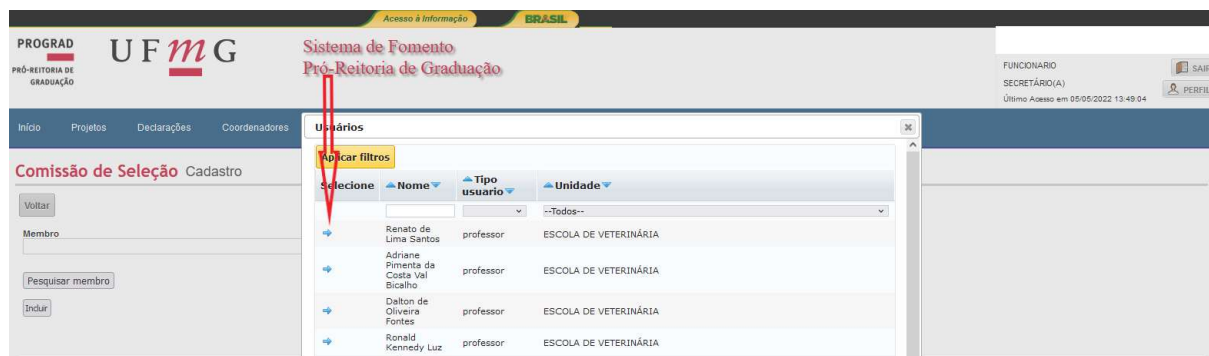 Acesso à Informação
BRASIL
PROGRAD
PRÓ-REITORIA DE
GRADUAÇÃO
UFmG
Sistema de Fomento
Pró-Reitoria de Graduação
FUNCIONARIO
SECRETÁRIO(A)
Último Acesso em 05/05/2022 13:49:04
SAIR
PERFIL
Início Projetos Declarações Coordenadores
Usuários
Comissão de Seleção Cadastro
Voltar
Membro
Pesquisar membro
Incluir
Aplicar filtros
Selecione Nome Tipo usuario Unidade
--Todos--
Renato de
Lima Santos professor ESCOLA DE VETERINÁRIA
Adriane
Pimenta da
Costa Val
Bicalho professor ESCOLA DE VETERINÁRIA
Dalton de
Oliveira
Fontes professor ESCOLA DE VETERINÁRIA
Ronald
Kennedy Luz professor ESCOLA DE VETERINÁRIA